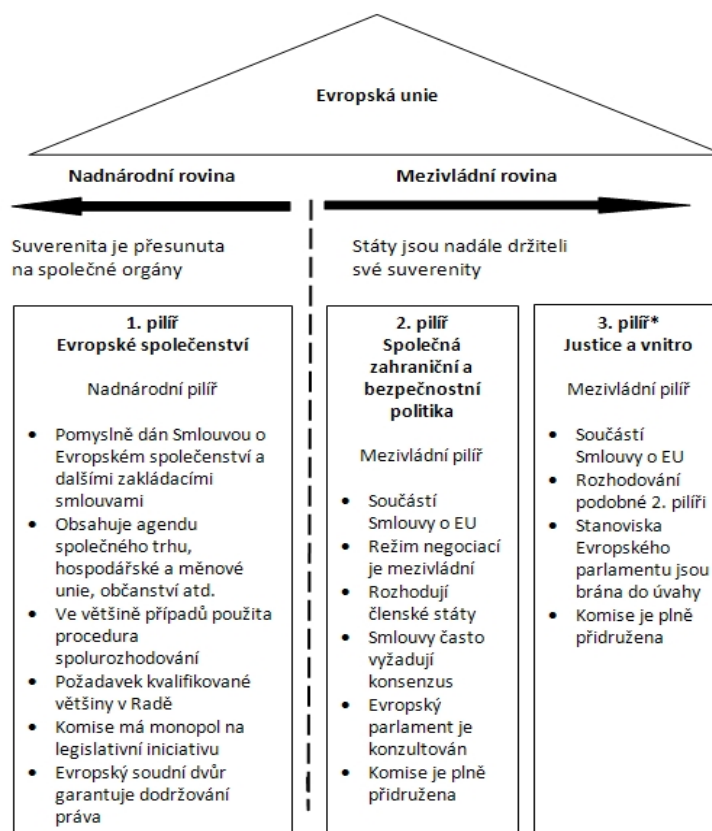 Evropská unie
Nadnárodní rovina
Mezivládní rovina
Suverenita je přesunuta
na společné orgány
Státy jsou nadále držiteli
své suverenity
1. pilíř
Evropské společenství
Nadnárodní pilíř
• Pomyslně dán Smlouvou o
Evropském společenství a
dalšími zakládacími
smlouvami
• Obsahuje agendu
společného trhu,
hospodářské a měnové
unie, občanství atd.
• Ve většině případů použita
procedura
spolurozhodování
• Požadavek kvalifikované
většiny v Radě
• Komise má monopol na
legislativní iniciativu
• Evropský soudní dvůr
garantuje dodržování
práva
2. pilíř
Společná
zahraniční a
bezpečnostní
politika
Mezivládní pilíř
• Součástí
Smlouvy o EU
• Režim negociací
je mezivládní
• Rozhodují
členské státy
• Smlouvy často
vyžadují
konsenzus
• Evropský
parlament je
konzultován
• Komise je plně
přidružena
3. pilíř*
Justice a vnitro
Mezivládní pilíř
• Součástí
Smlouvy o EU
• Rozhodování
podobné 2. pilíři
• Stanoviska
Evropského
parlamentu jsou
brána do úvahy
• Komise je plně
přidružena